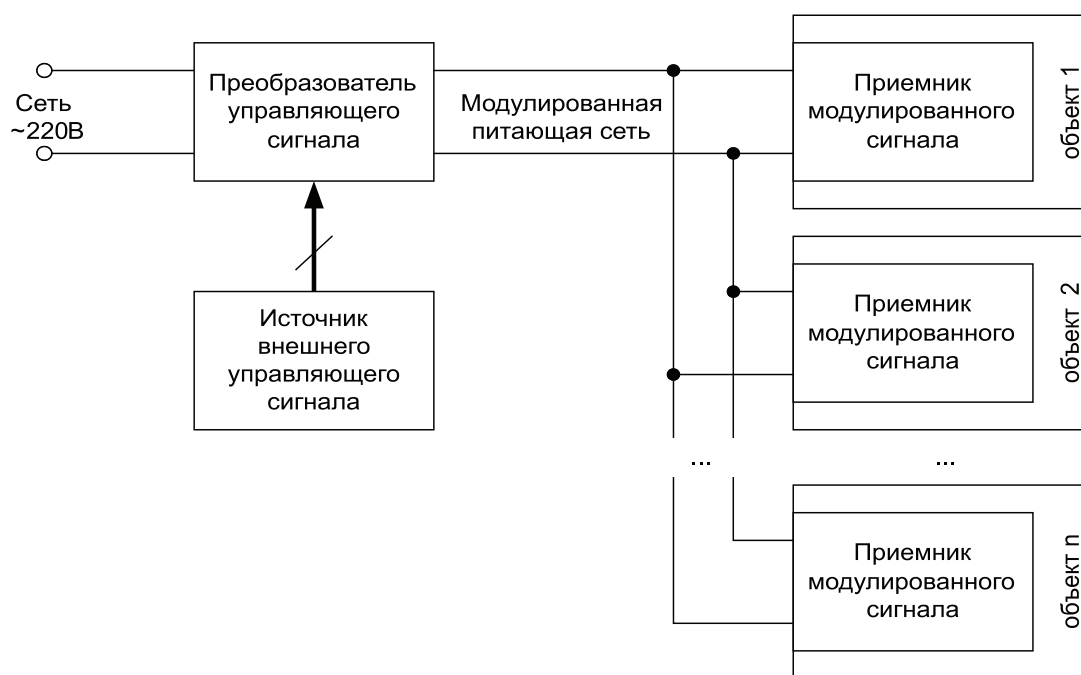 Сеть
~220В
Преобразователь
управляющего
сигнала
Модулированная
питающая сеть
Приемник
модулированного
сигнала
объект 1
Источник
внешнего
управляющего
сигнала
Приемник
модулированного
сигнала
объект 2
...
...
Приемник
модулированного
сигнала
объект n